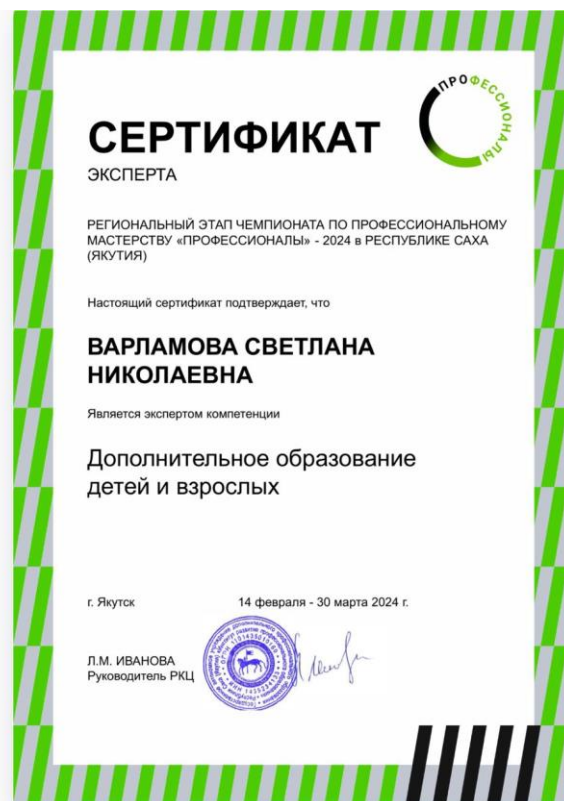 ПРОФЕССИОНАЛЫ
СЕРТИФИКАТ
ЭКСПЕРТА
РЕГИОНАЛЬНЫЙ ЭТАП ЧЕМПИОНАТА ПО ПРОФЕССИОНАЛЬНОМУ
МАСТЕРСТВУ «ПРОФЕССИОНАЛЫ» - 2024 в РЕСПУБЛИКЕ САХА
(ЯКУТИЯ)
Настоящий сертификат подтверждает, что
ВАРЛАМОВА СВЕТЛАНА
НИКОЛАЕВНА
Является экспертом компетенции
Дополнительное образование
детей и взрослых
г. Якутск 14 февраля - 30 марта 2024 г.
Л.М. ИВАНОВА
Руководитель РКЦ